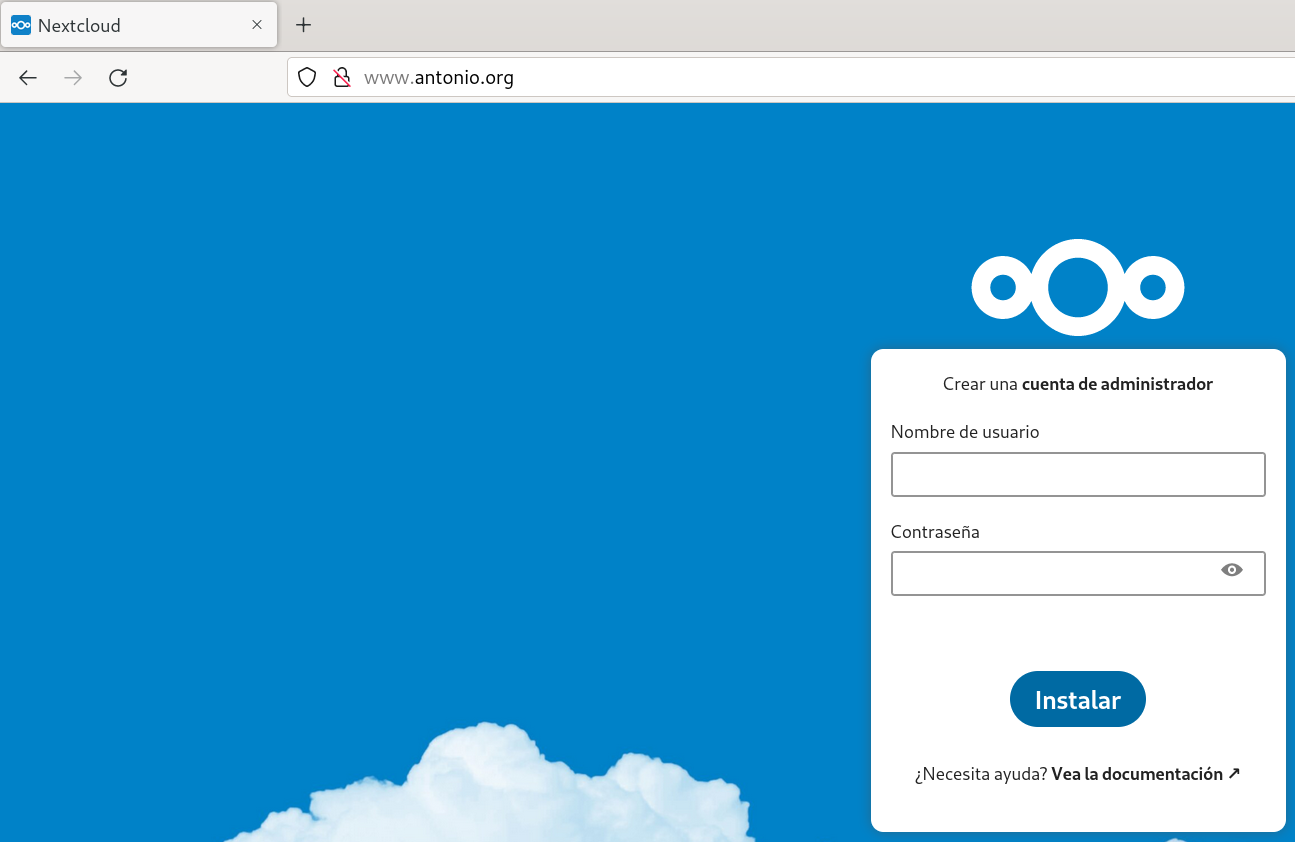 Nextcloud
www.antonio.org
Crear una cuenta de administrador
Nombre de usuario
Contraseña
Instalar
¿Necesita ayuda? Vea la documentación ↗